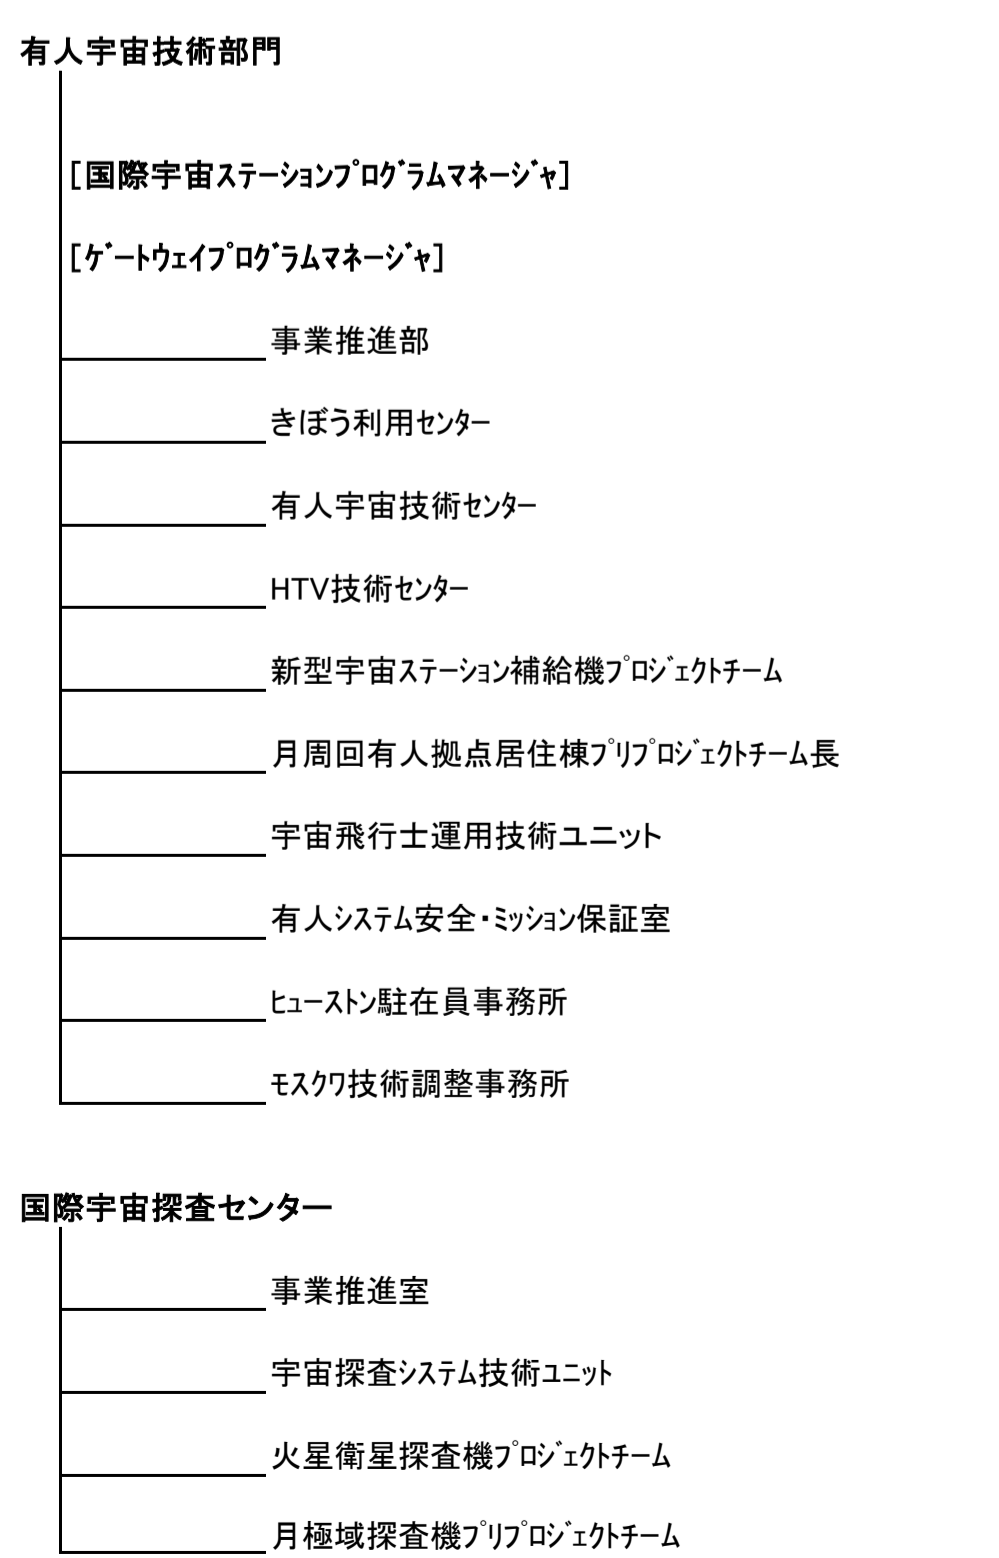 有人宇宙技術部門
[国際宇宙ｽﾃｰｼｮﾝﾌﾟﾛｸﾞﾗﾑﾏﾈｰｼﾞｬ]
[ｹﾞｰﾄｳｪｲﾌﾟﾛｸﾞﾗﾑﾏﾈｰｼﾞｬ]
事業推進部
きぼう利用ｾﾝﾀｰ
有人宇宙技術ｾﾝﾀｰ
HTV技術ｾﾝﾀｰ
新型宇宙ｽﾃｰｼｮﾝ補給機ﾌﾟﾛｼﾞｪｸﾄﾁｰﾑ
月周回有人拠点居住棟ﾌﾟﾘﾌﾟﾛｼﾞｪｸﾄﾁｰﾑ長
宇宙飛行士運用技術ユニット
有人ｼｽﾃﾑ安全・ﾐｯｼｮﾝ保証室
ﾋｭｰｽﾄﾝ駐在員事務所
ﾓｽｸﾜ技術調整事務所
国際宇宙探査センター
事業推進室
宇宙探査ｼｽﾃﾑ技術ﾕﾆｯﾄ
火星衛星探査機ﾌﾟﾛｼﾞｪｸﾄﾁｰﾑ
月極域探査機ﾌﾟﾘﾌﾟﾛｼﾞｪｸﾄﾁｰﾑ